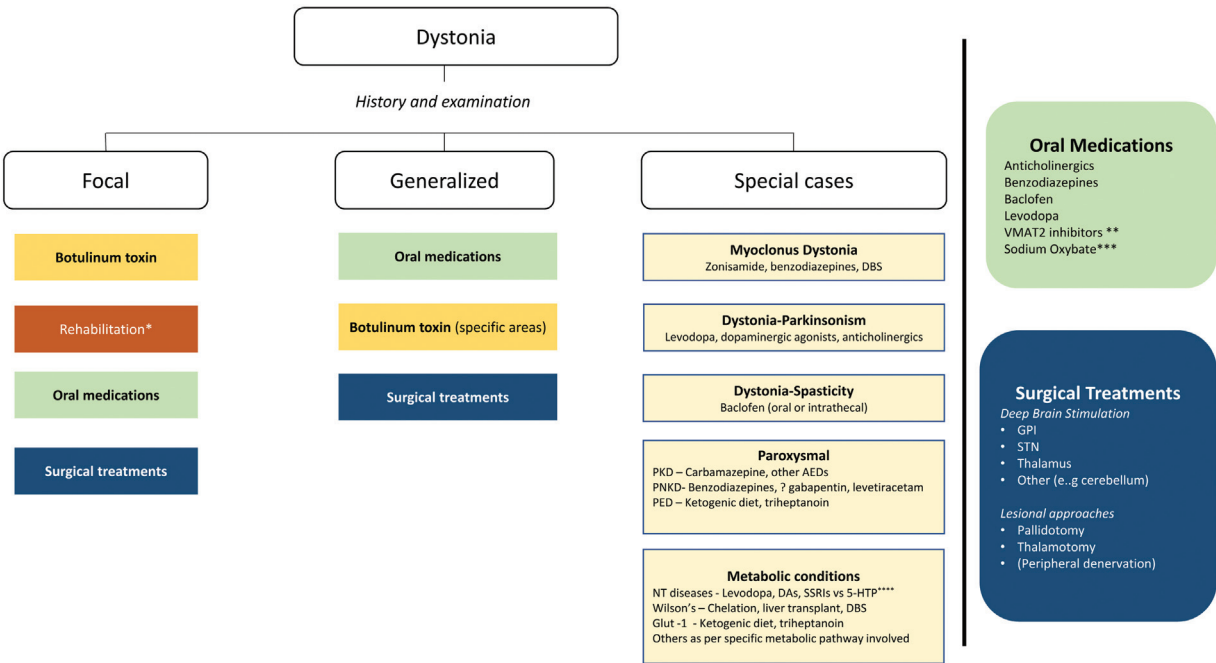 Dystonia
History and examination
Focal
Botulinum toxin
Rehabilitation*
Oral medications
Surgical treatments
Generalized
Oral medications
Botulinum toxin (specific areas)
Surgical treatments
Special cases
Myoclonus Dystonia
Zonisamide, benzodiazepines, DBS
Dystonia-Parkinsonism
Levodopa, dopaminergic agonists, anticholinergics
Dystonia-Spasticity
Baclofen (oral or intrathecal)
Paroxysmal
PKD – Carbamazepine, other AEDs
PNKD- Benzodiazepines, ? gabapentin, levetiracetam
PED – Ketogenic diet, triheptanoin
Metabolic conditions
NT diseases - Levodopa, DAs, SSRIs vs 5-HTP****
Wilson's – Chelation, liver transplant, DBS
Glut -1 - Ketogenic diet, triheptanoin
Others as per specific metabolic pathway involved
Oral Medications
Anticholinergics
Benzodiazepines
Baclofen
Levodopa
VMAT2 inhibitors **
Sodium Oxybate***
Surgical Treatments
Deep Brain Stimulation
• GPI
• STN
• Thalamus
• Other (e..g cerebellum)
Lesional approaches
• Pallidotomy
• Thalamotomy
• (Peripheral denervation)